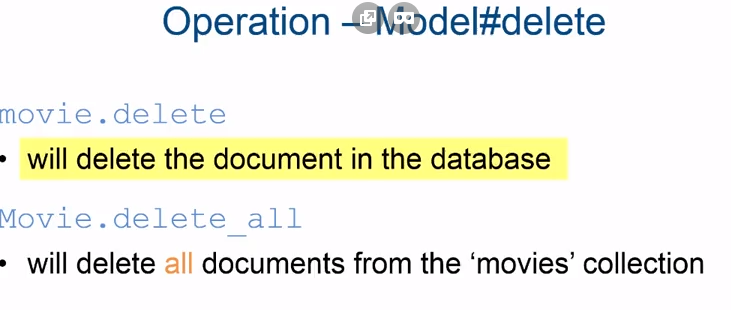 Operation – Model#delete
movie.delete
• will delete the document in the database
Movie.delete_all
• will delete all documents from the ‘movies’ collection